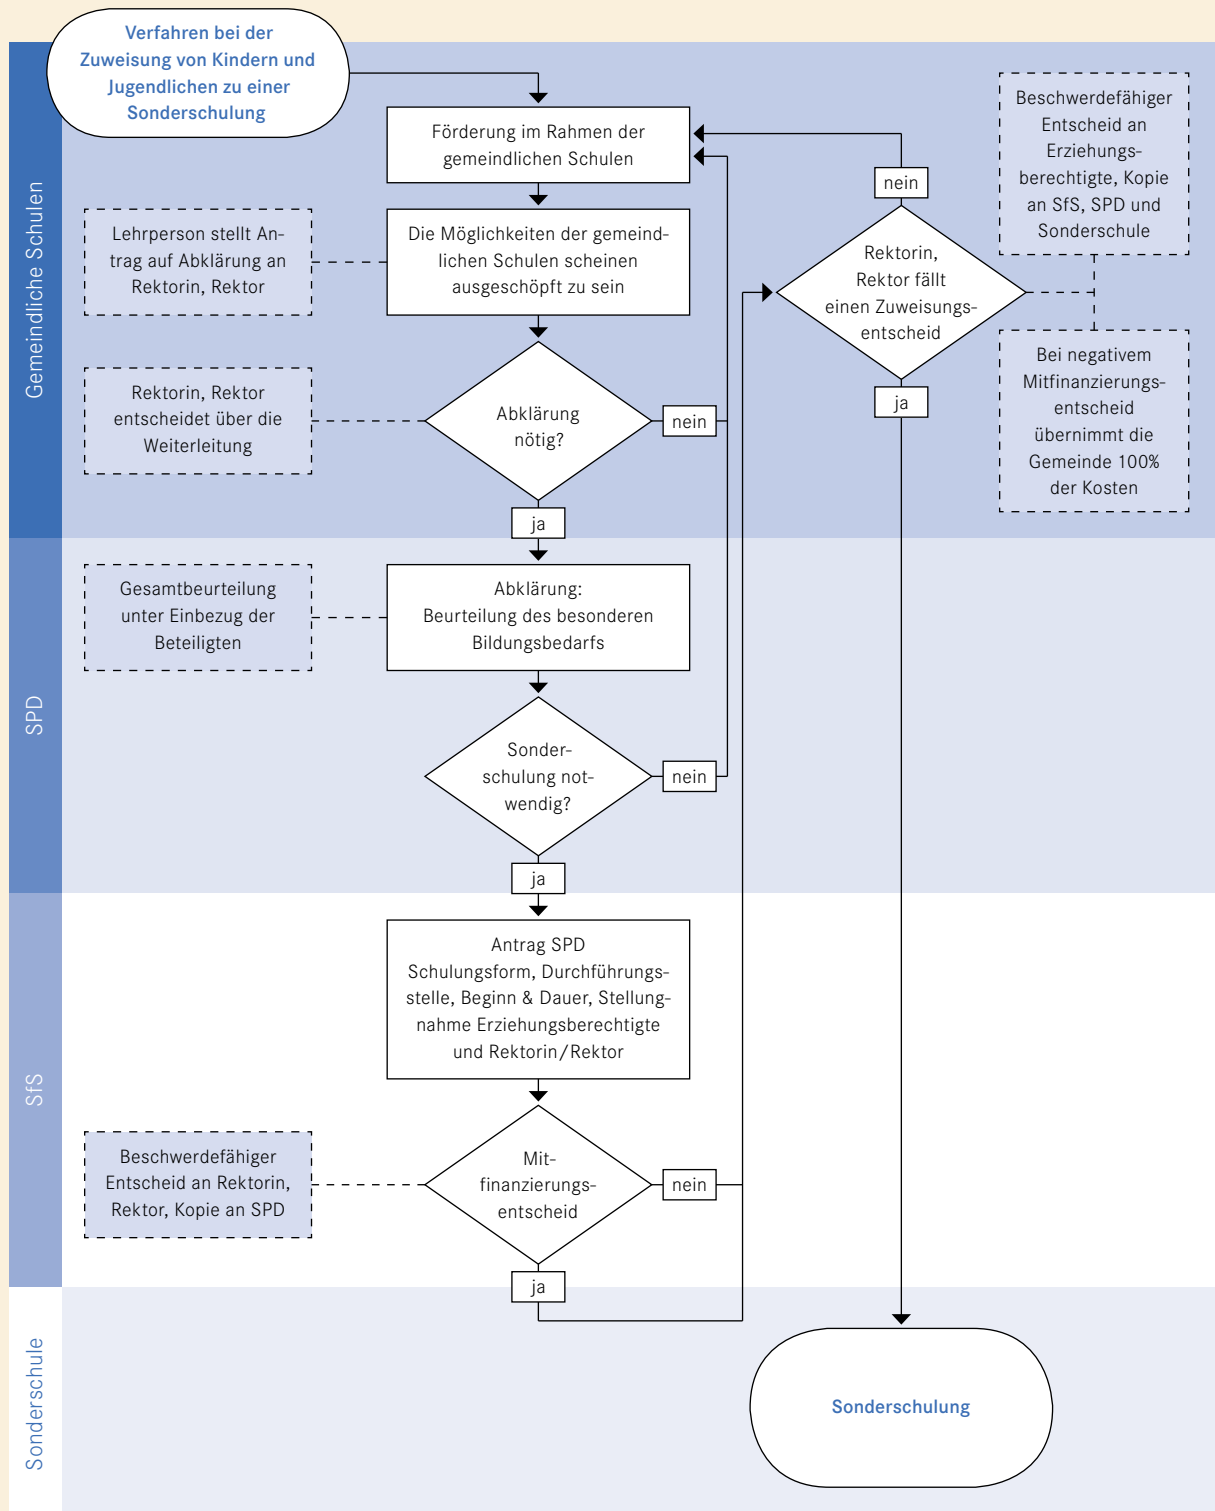 Verfahren bei der
Zuweisung von Kindern und
Jugendlichen zu einer
Sonderschulung
Gemeindliche Schulen
Förderung im Rahmen der
gemeindlichen Schulen
Lehrperson stellt An-
trag auf Abklärung an
Rektorin, Rektor
Die Möglichkeiten der gemeind-
lichen Schulen scheinen
ausgeschöpft zu sein
Rektorin, Rektor
entscheidet über die
Weiterleitung
Abklärung
nötig?
nein
ja
nein
Rektorin,
Rektor fällt
einen Zuweisungs-
entscheid
ja
Beschwerdefähiger
Entscheid an
Erziehungs-
berechtigte, Kopie
an SfS, SPD und
Sonderschule
Bei negativem
Mitfinanzierungs-
entscheid
übernimmt die
Gemeinde 100%
der Kosten
SPD
Gesamtbeurteilung
unter Einbezug der
Beteiligten
Abklärung:
Beurteilung des besonderen
Bildungsbedarfs
Sonder-
schulung not-
wendig?
nein
ja
SfS
Antrag SPD
Schulungsform, Durchführungs-
stelle, Beginn & Dauer, Stellung-
nahme Erziehungsberechtigte
und Rektorin/Rektor
Beschwerdefähiger
Entscheid an Rektorin,
Rektor, Kopie an SPD
Mit-
finanzierungs-
entscheid
nein
ja
Sonderschule
Sonderschulung